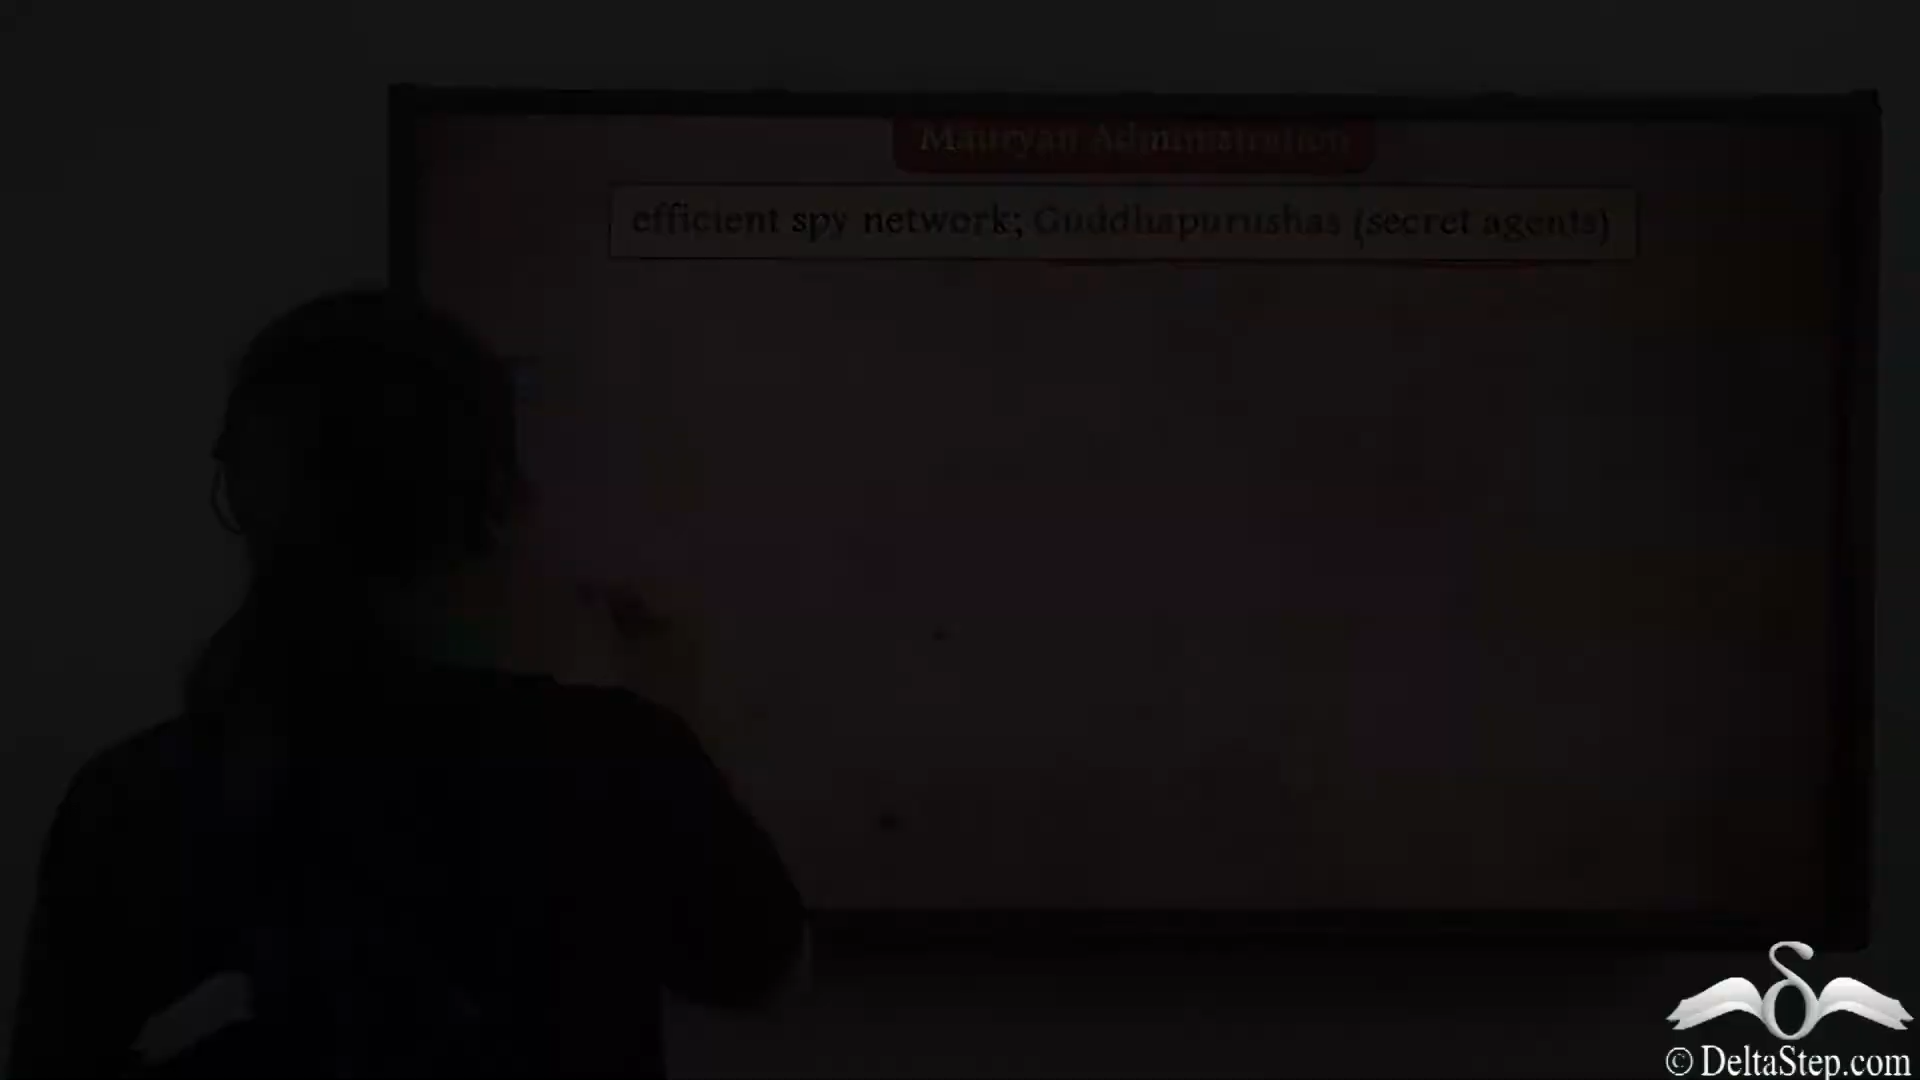 Mauryan Administration
efficient spy network; Guddhapurushas (secret agents)
© DeltaStep.com